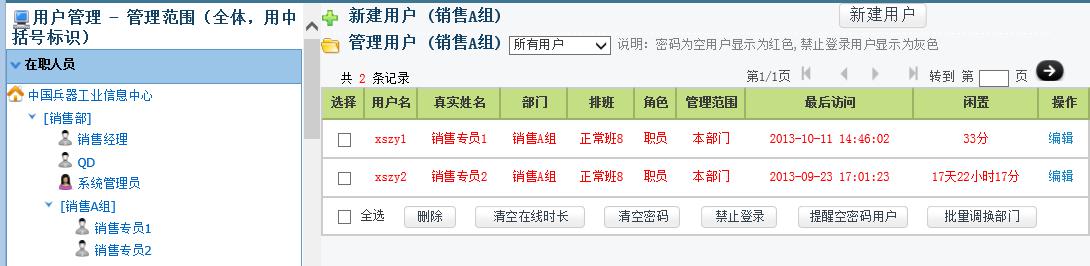 用户管理 - 管理范围（全体，用中
括号标识）
在职人员
中国兵器工业信息中心
[销售部]
销售经理
QD
系统管理员
[销售A组]
销售专员1
销售专员2
新建用户 (销售A组) 新建用户
管理用户 (销售A组) 所有用户 说明：密码为空用户显示为红色,禁止登录用户显示为灰色
共 2 条记录 第1/1页 转到 第 页
选择 用户名 真实姓名 部门 排班 角色 管理范围 最后访问 闲置 操作
xszy1 销售专员1 销售A组 正常班8 职员 本部门 2013-10-11 14:46:02 33分 编辑
xszy2 销售专员2 销售A组 正常班8 职员 本部门 2013-09-23 17:01:23 17天22小时17分 编辑
全选 删除 清空在线时长 清空密码 禁止登录 提醒空密码用户 批量调换部门